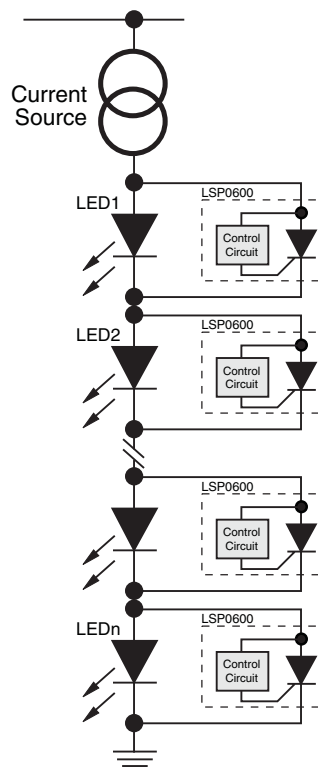 Current
Source
LSP0600
LED1
Control
Circuit
LSP0600
LED2
Control
Circuit
LSP0600
Control
Circuit
LSP0600
LEDn
Control
Circuit